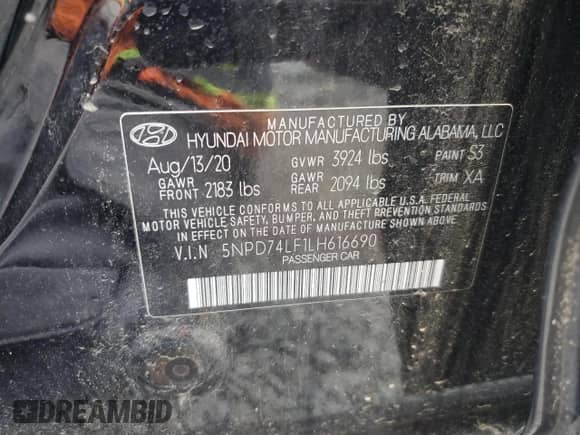 MANUFACTURED BY
HYUNDAI MOTOR MANUFACTURING ALABAMA, LLC
Aug/13/20 GVWR 3924 lbs PAINT S3
GAWR FRONT 2183 lbs GAWR REAR 2094 lbs TRIM XA
THIS VEHICLE CONFORMS TO ALL APPLICABLE U.S.A. FEDERAL
MOTOR VEHICLE SAFETY, BUMPER, AND THEFT PREVENTION STANDARDS
IN EFFECT ON THE DATE OF MANUFACTURE SHOWN ABOVE.
V.I.N 5NPD74LF1LH616690
PASSENGER CAR
DREAMBID